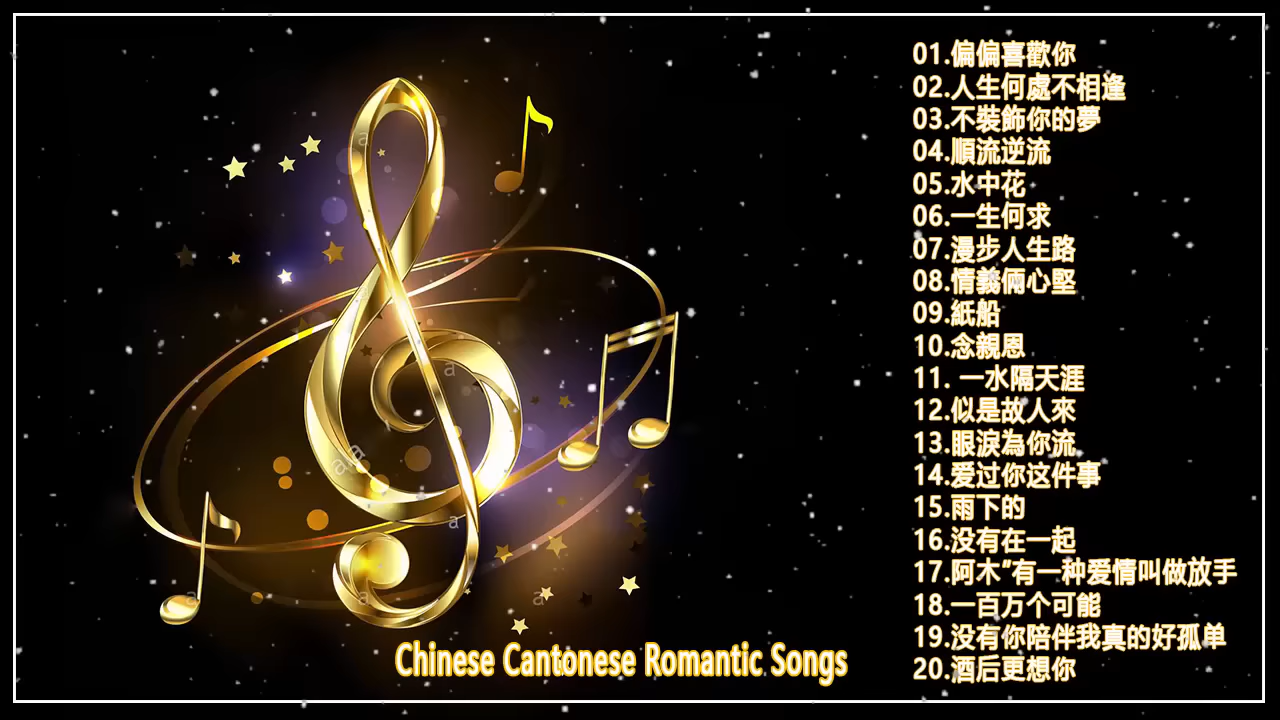 01.偏偏喜歡你
02.人生何處不相逢
03.不裝飾你的夢
04.順流逆流
05.水中花
06.一生何求
07.漫步人生路
08.情義倆心堅
09.紙船
10.念親恩
11. 一水隔天涯
12.似是故人來
13.眼淚為你流
14.爱过你这件事
15.雨下的
16.没有在一起
17.阿木”有一种爱情叫做放手
18.一百万个可能
19.没有你陪伴我真的好孤单
20.酒后更想你
Chinese Cantonese Romantic Songs